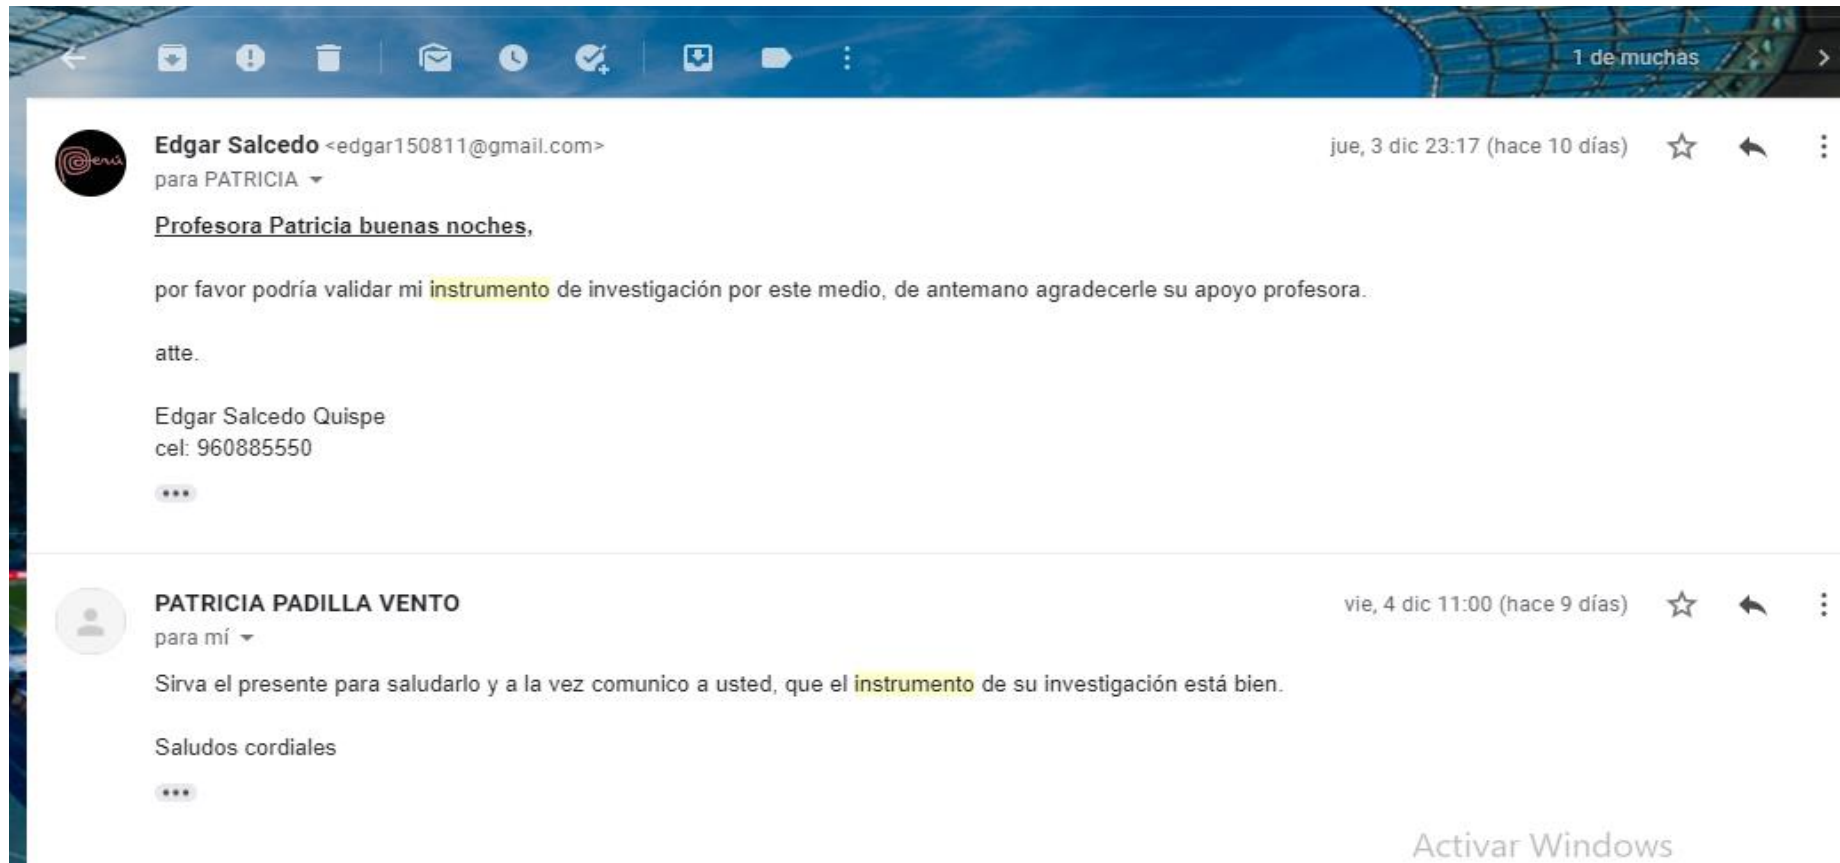 1 de muchas
Perú
Edgar Salcedo <edgar150811@gmail.com>
jue, 3 dic 23:17 (hace 10 días)
para PATRICIA
Profesora Patricia buenas noches,
por favor podría validar mi instrumento de investigación por este medio, de antemano agradecerle su apoyo profesora.
atte.
Edgar Salcedo Quispe
cel: 960885550
PATRICIA PADILLA VENTO
vie, 4 dic 11:00 (hace 9 días)
para mí
Sirva el presente para saludarlo y a la vez comunico a usted, que el instrumento de su investigación está bien.
Saludos cordiales
Activar Windows